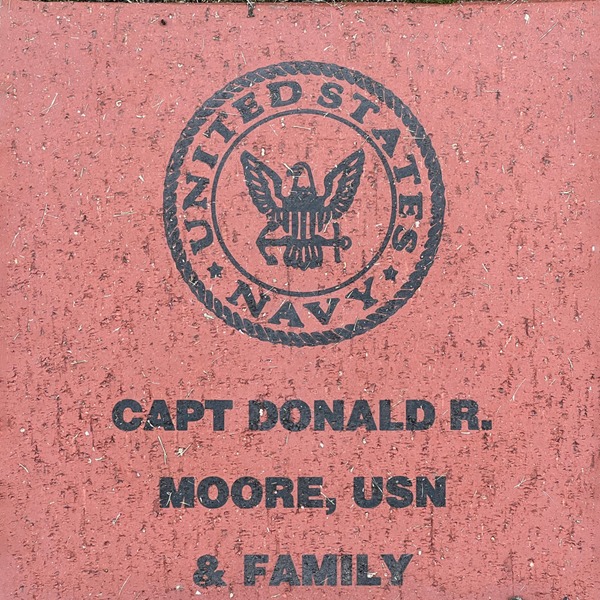 UNITED STATES
NAVY
CAPT DONALD R.
MOORE, USN
& FAMILY